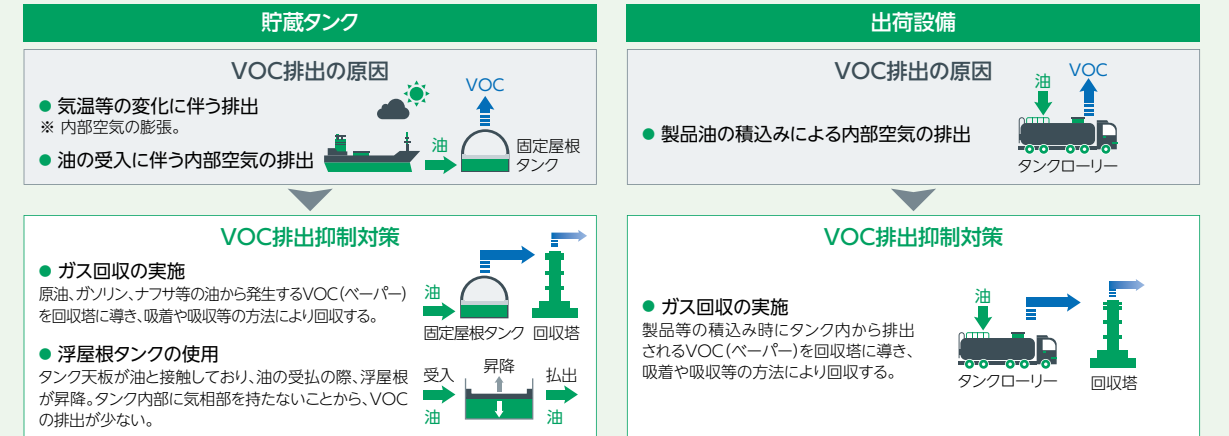 貯蔵タンク
VOC排出の原因
● 気温等の変化に伴う排出
※ 内部空気の膨張。
● 油の受入に伴う内部空気の排出
油
VOC
固定屋根
タンク
VOC排出抑制対策
● ガス回収の実施
原油、ガソリン、ナフサ等の油から発生するVOC(ベーパー)
を回収塔に導き、吸着や吸収等の方法により回収する。
油
固定屋根タンク 回収塔
● 浮屋根タンクの使用
タンク天板が油と接触しており、油の受払の際、浮屋根
が昇降。タンク内部に気相部を持たないことから、VOC
の排出が少ない。
受入
油
昇降
払出
油
出荷設備
VOC排出の原因
● 製品油の積込みによる内部空気の排出
油
VOC
タンクローリー
VOC排出抑制対策
● ガス回収の実施
製品等の積込み時にタンク内から排出
されるVOC(ベーパー)を回収塔に導き、
吸着や吸収等の方法により回収する。
油
タンクローリー 回収塔